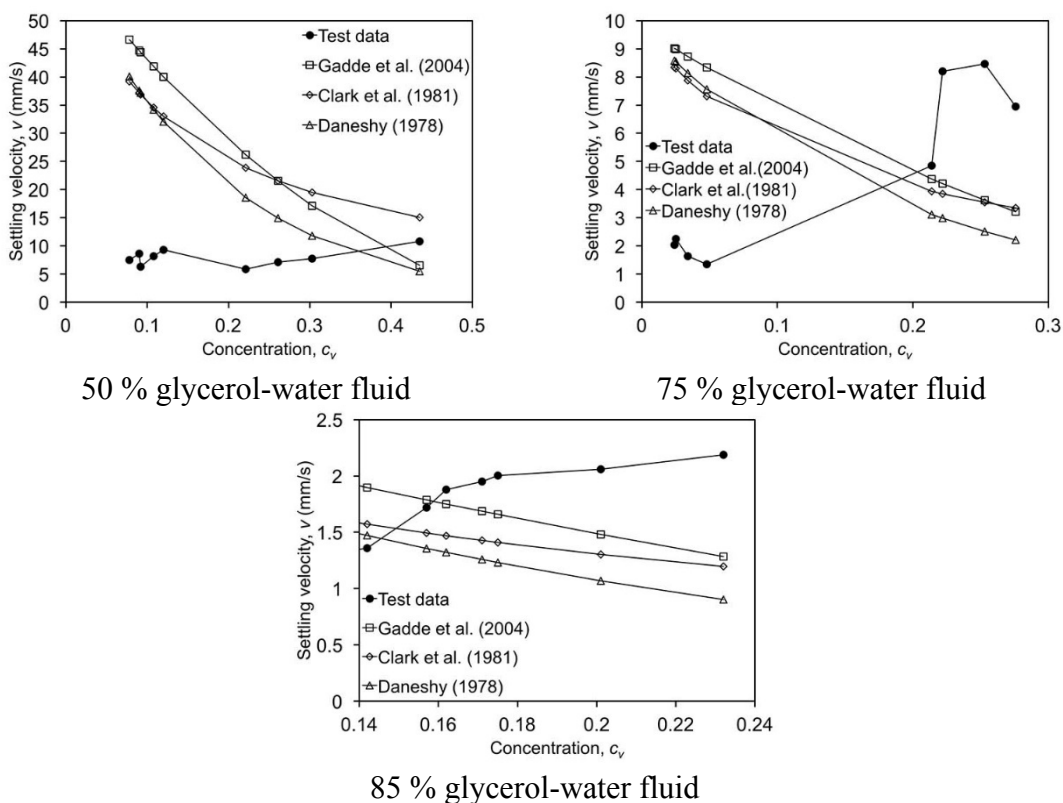 50
45
40
35
30
25
20
15
10
5
0
Settling velocity, v (mm/s)
Test data
Gadde et al. (2004)
Clark et al. (1981)
Daneshy (1978)
0 0.1 0.2 0.3 0.4 0.5
Concentration, cv
50 % glycerol-water fluid
10
9
8
7
6
5
4
3
2
1
0
Settling velocity, v (mm/s)
Test data
Gadde et al.(2004)
Clark et al.(1981)
Daneshy (1978)
0 0.1 0.2 0.3
Concentration, cv
75 % glycerol-water fluid
2.5
2
1.5
1
0.5
0
Settling velocity, v (mm/s)
Test data
Gadde et al. (2004)
Clark et al. (1981)
Daneshy (1978)
0.14 0.16 0.18 0.2 0.22 0.24
Concentration, cv
85 % glycerol-water fluid